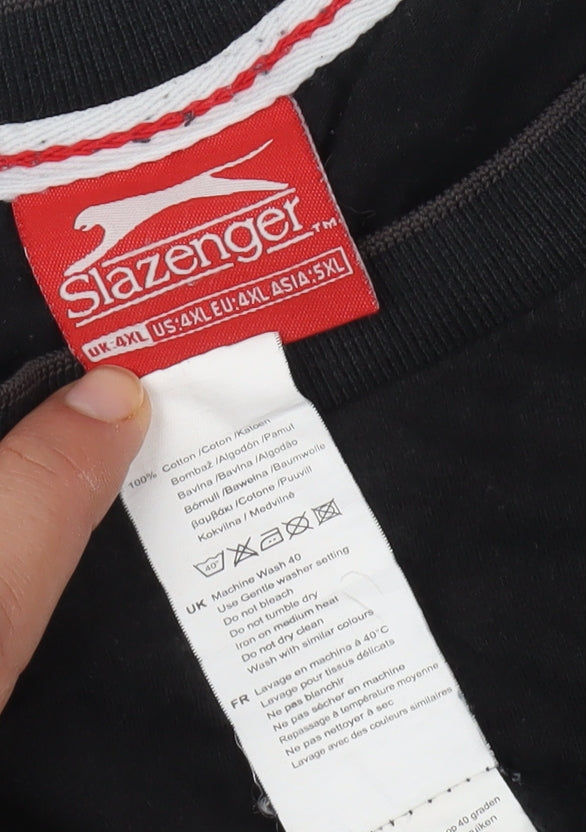 Slazenger™
UK:4XL US:4XL EU:4XL ASIA:5XL
100% Cotton /Coton /Katoen
Bombaž /Algodón /Pamut
Bavlna /Bavlna /Algodão
Bómull /Bawełna /Baumwolle
βαμβάκι /Cotone /Puuvill
Kokvilna / Medvilnė
40°
UK Machine Wash 40
Use Gentle washer setting
Do not bleach
Do not tumble dry
Iron on medium heat
Do not dry clean
Wash with similar colours
FR Lavage en machine à 40°C
Lavage pour tissus délicats
Ne pas blanchir
Ne pas sécher en machine
Repassage à température moyenne
Ne pas nettoyer à sec
Lavage avec des couleurs similaires
op 40 graden